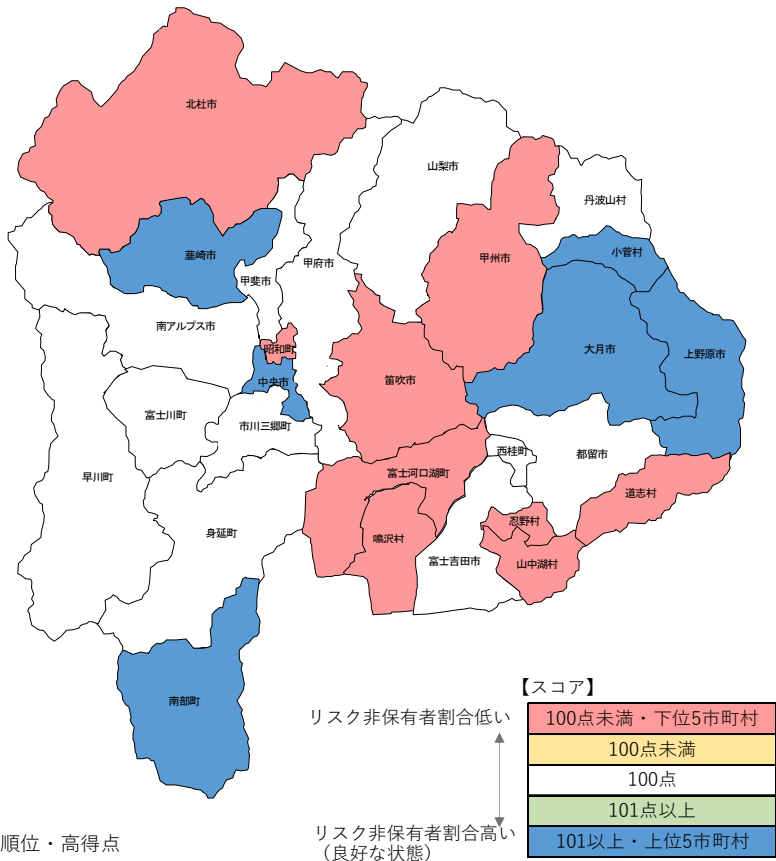 北杜市
山梨市
丹波山村
韮崎市
甲斐市
甲府市
甲州市
小菅村
南アルプス市
昭和町
中央市
笛吹市
大月市
上野原市
富士川町
市川三郷町
西桂町
都留市
早川町
富士河口湖町
道志村
身延町
鳴沢村
忍野村
富士吉田市
山中湖村
南部町
【スコア】
リスク非保有者割合低い
100点未満・下位5市町村
100点未満
100点
101点以上
リスク非保有者割合高い
（良好な状態）
101以上・上位5市町村
順位・高得点